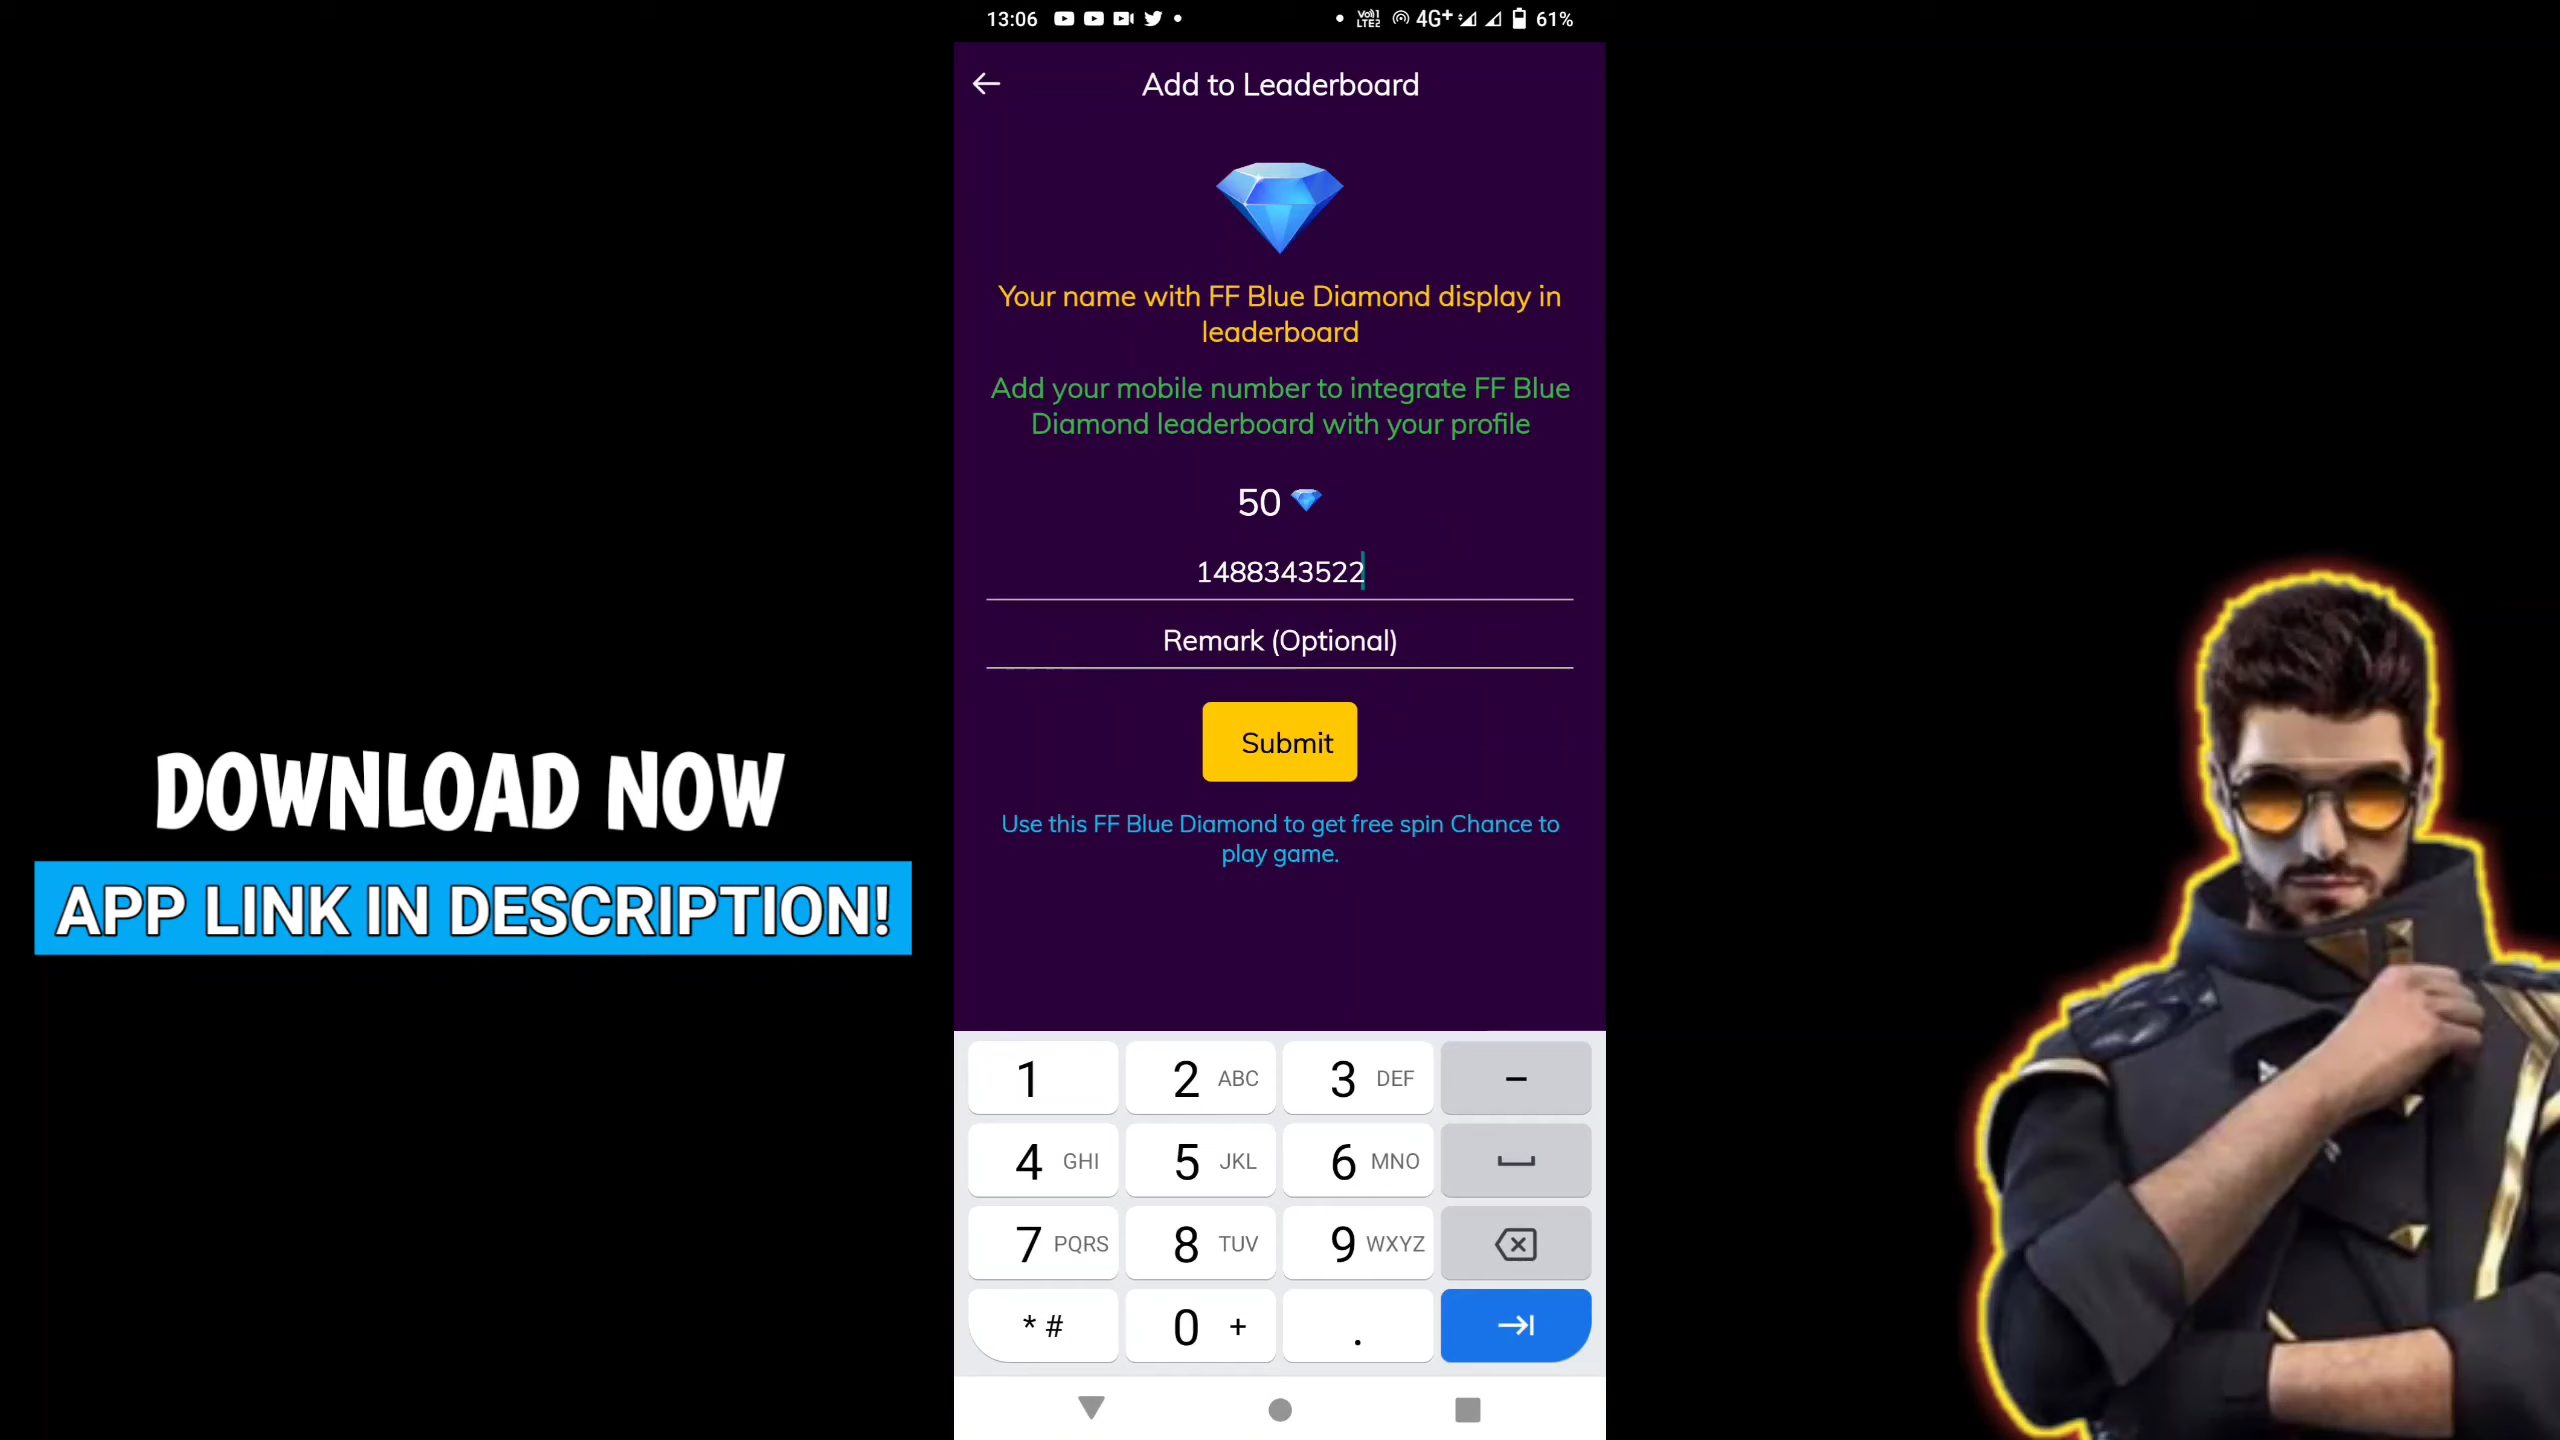 13:06
VoI) LTE2 4G+ 61%
Add to Leaderboard
Your name with FF Blue Diamond display in
leaderboard
Add your mobile number to integrate FF Blue
Diamond leaderboard with your profile
50
1488343522
Remark (Optional)
Submit
Use this FF Blue Diamond to get free spin Chance to
play game.
DOWNLOAD NOW
APP LINK IN DESCRIPTION!
1 2 ABC 3 DEF –
4 GHI 5 JKL 6 MNO
7 PQRS 8 TUV 9 WXYZ
* # 0 + .